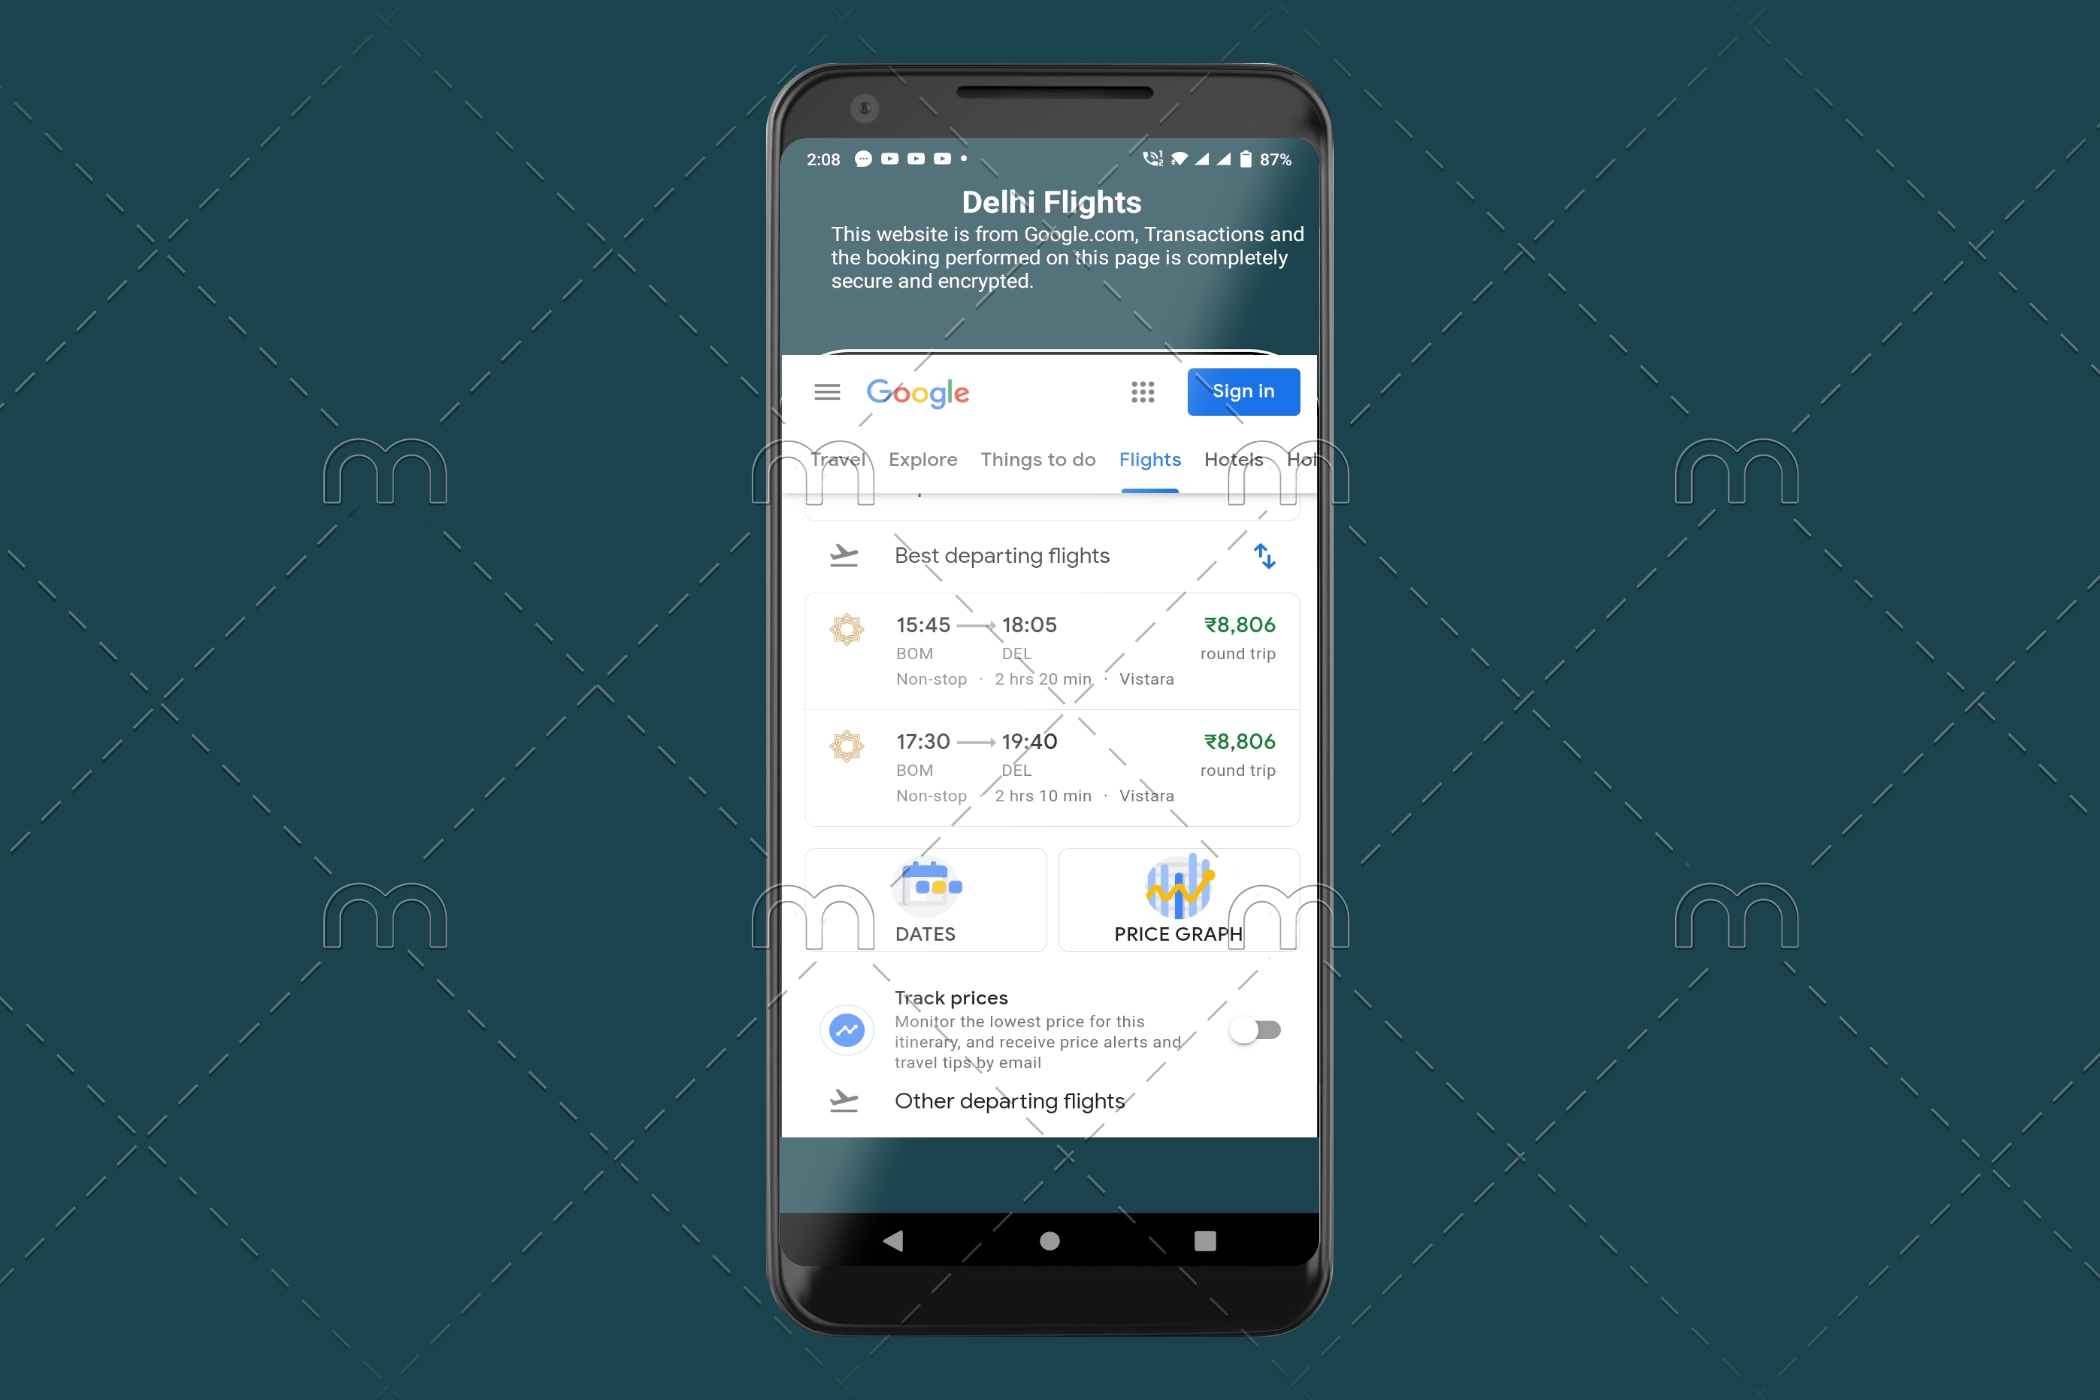 2:08 87%
Delhi Flights
This website is from Google.com, Transactions and
the booking performed on this page is completely
secure and encrypted.
Google Sign in
Travel Explore Things to do Flights Hotels
Best departing flights
15:45 18:05 ₹8,806
BOM DEL round trip
Non-stop · 2 hrs 20 min · Vistara
17:30 19:40 ₹8,806
BOM DEL round trip
Non-stop · 2 hrs 10 min · Vistara
DATES PRICE GRAPH
Track prices
Monitor the lowest price for this
itinerary, and receive price alerts and
travel tips by email
Other departing flights